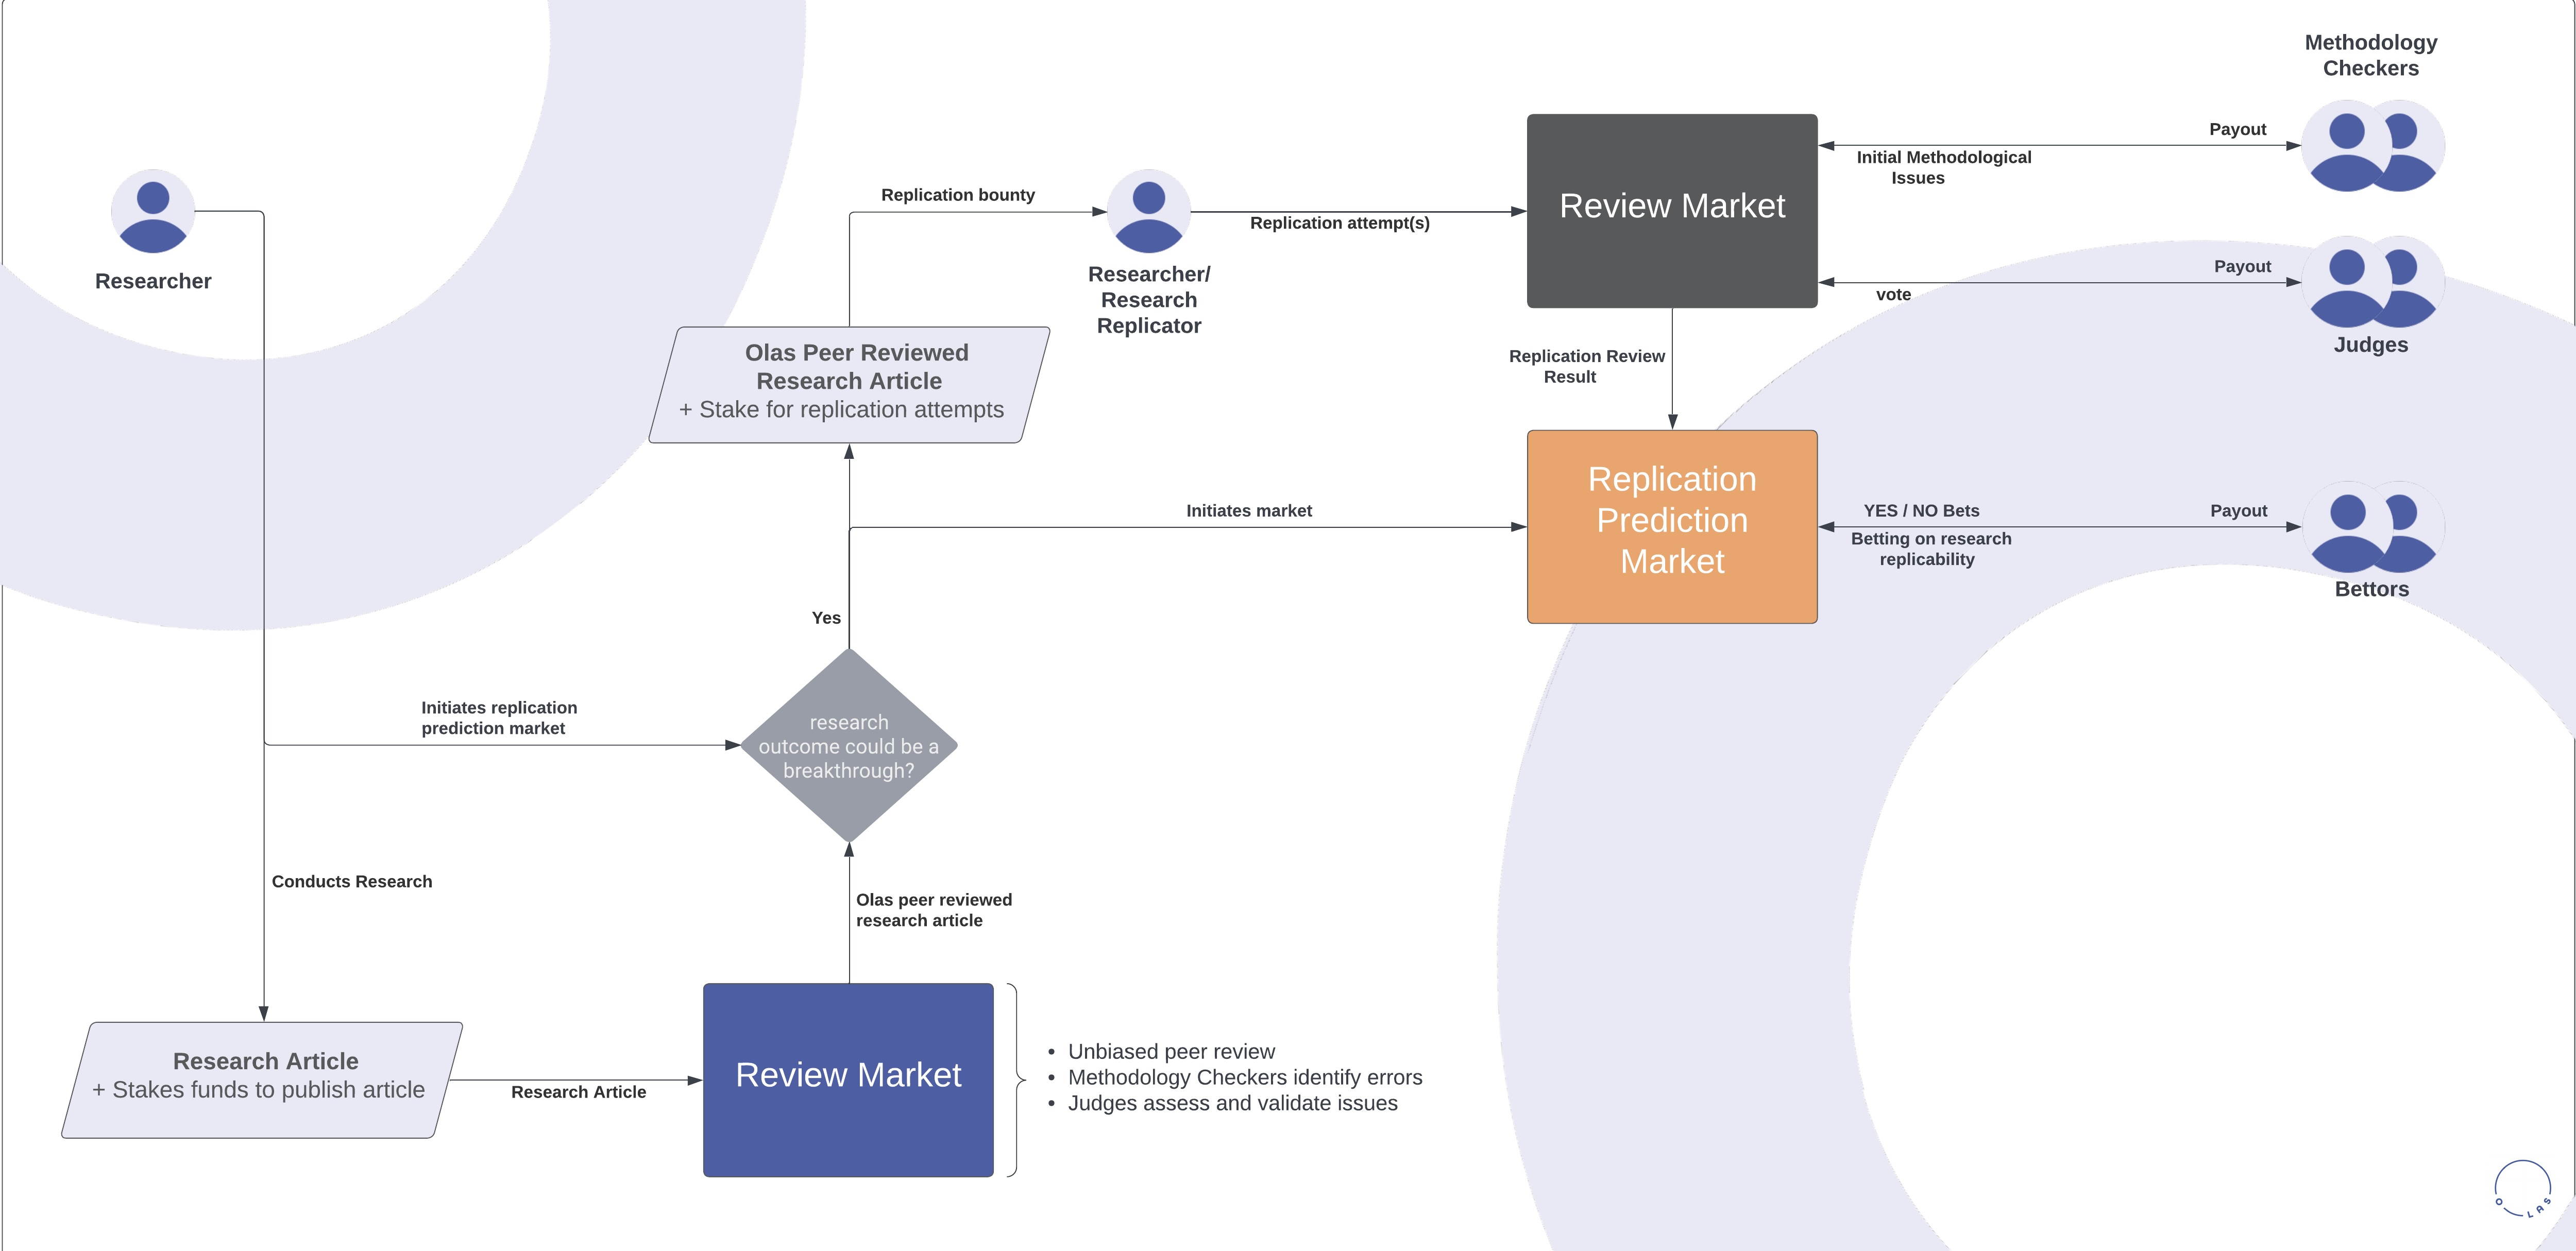 Methodology
Checkers
Payout
Initial Methodological
Issues
Review Market
Replication bounty
Replication attempt(s)
Researcher
Researcher/
Research
Replicator
Payout
vote
Judges
Olas Peer Reviewed
Research Article
+ Stake for replication attempts
Replication Review
Result
Replication
Prediction
Market
Initiates market
YES / NO Bets
Payout
Betting on research
replicability
Bettors
Yes
Initiates replication
prediction market
research
outcome could be a
breakthrough?
Conducts Research
Olas peer reviewed
research article
Research Article
+ Stakes funds to publish article
Research Article
Review Market
• Unbiased peer review
• Methodology Checkers identify errors
• Judges assess and validate issues
OLAS